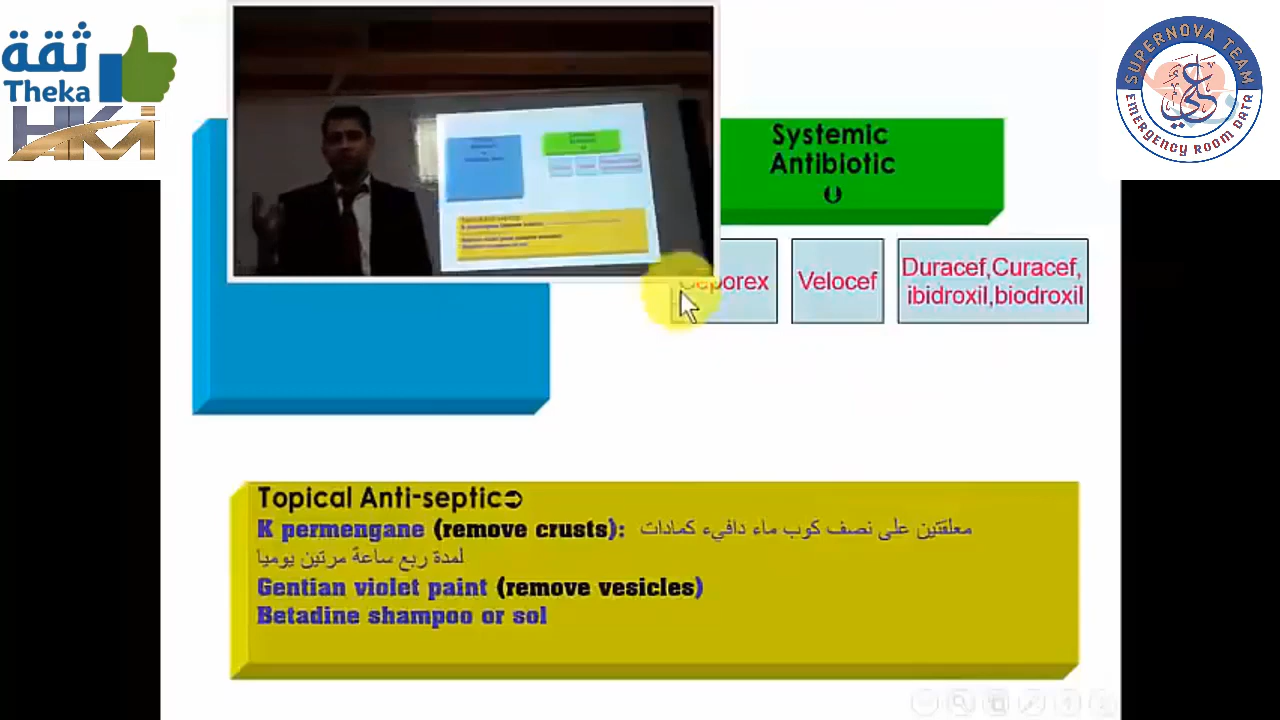 ثقة
Theka
HKM
SUPERNOVA TEAM
EMERGENCY ROOM DATA
Systemic
Antibiotic
Velocef
Duracef,Curacef,
ibidroxil,biodroxil
Topical Anti-septic
K permengane (remove crusts): معلقتين على نصف كوب ماء دافيء كمادات
لمدة ربع ساعة مرتين يوميا
Gentian violet paint (remove vesicles)
Betadine shampoo or sol